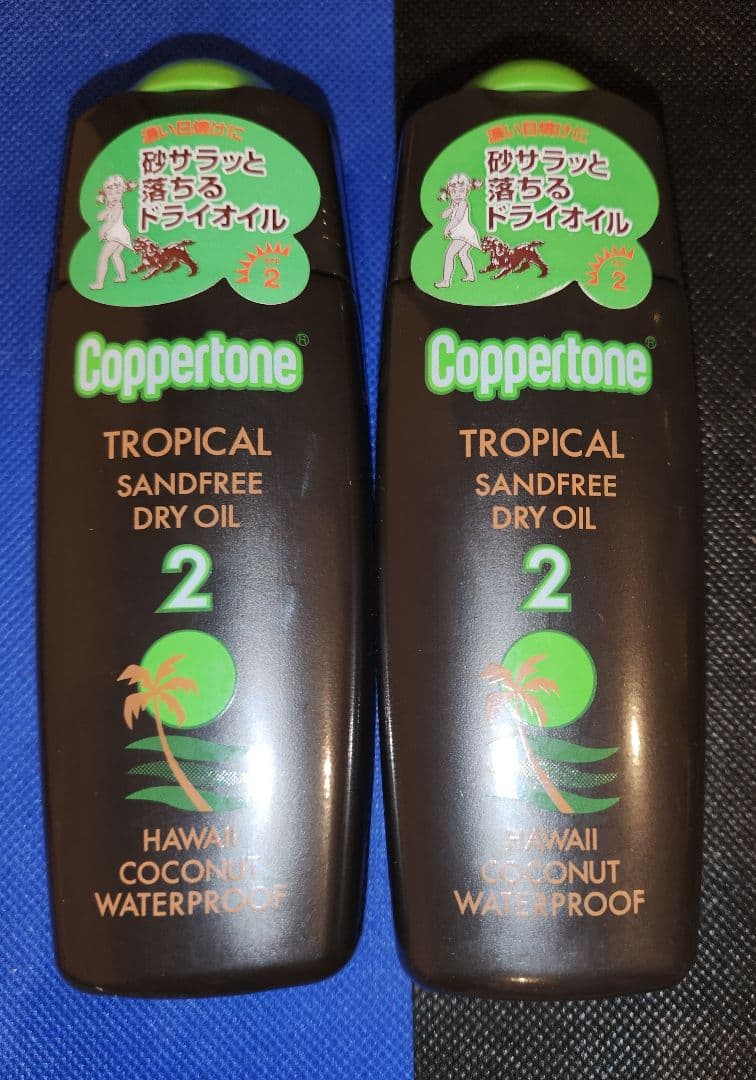 濃い日焼けに
砂サラッと
落ちる
ドライオイル
2
Coppertone®
TROPICAL
SANDFREE
DRY OIL
2
HAWAII
COCONUT
WATERPROOF
濃い日焼けに
砂サラッと
落ちる
ドライオイル
2
Coppertone®
TROPICAL
SANDFREE
DRY OIL
2
HAWAII
COCONUT
WATERPROOF